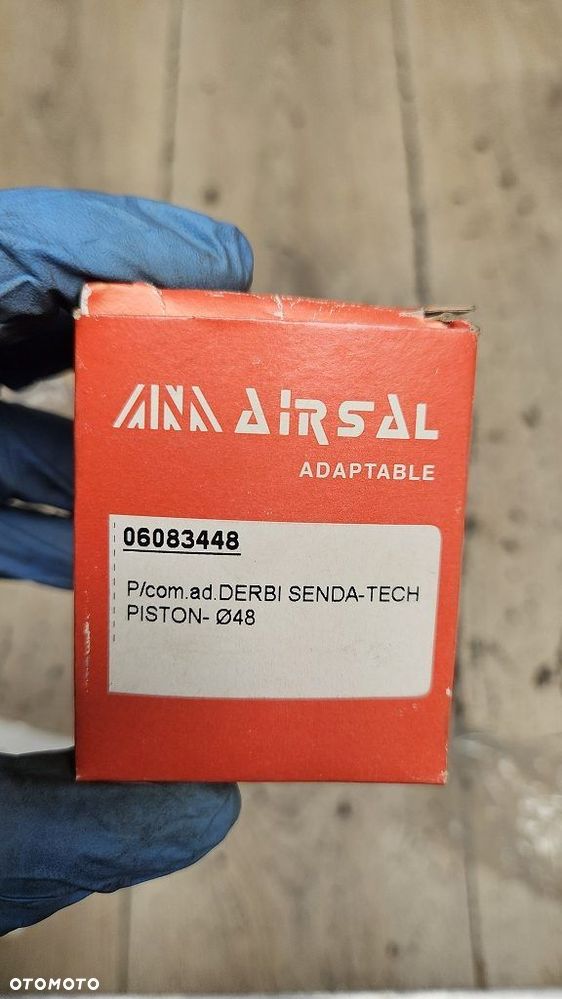 AIRSAL
ADAPTABLE
06083448
P/com.ad.DERBI SENDA-TECH
PISTON- Ø48
OTOMOTO